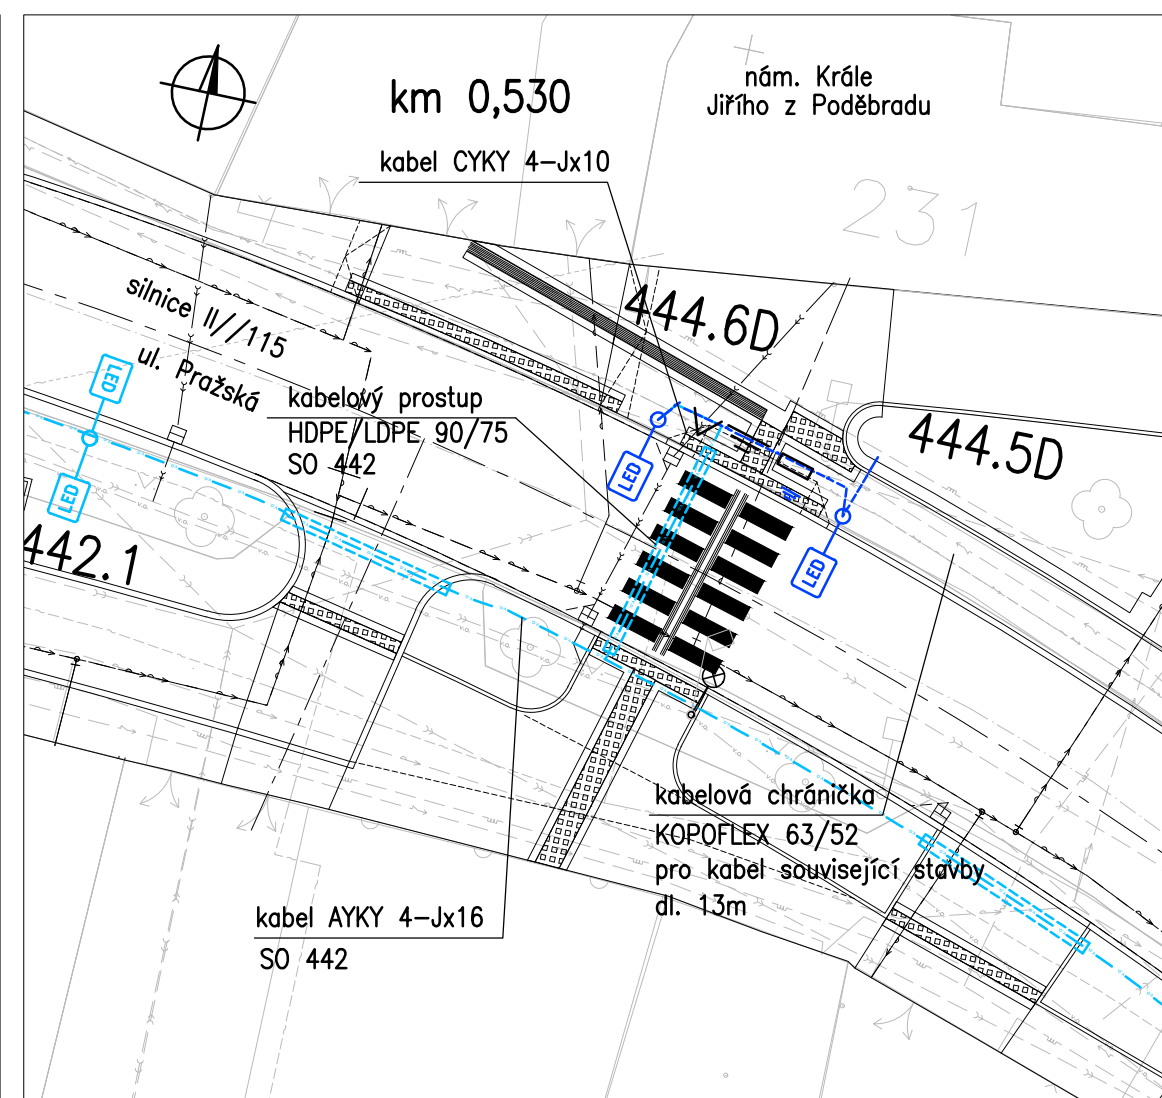 km 0,530
nám. Krále
Jiřího z Poděbradu
kabel CYKY 4-Jx10
231
silnice II//115
ul. Pražská
444.6D
kabelový prostup
HDPE/LDPE 90/75
SO 442
444.5D
LED
LED
LED
LED
442.1
kabelová chránička
KOPOFLEX 63/52
pro kabel související stavby
dl. 13m
kabel AYKY 4-Jx16
SO 442